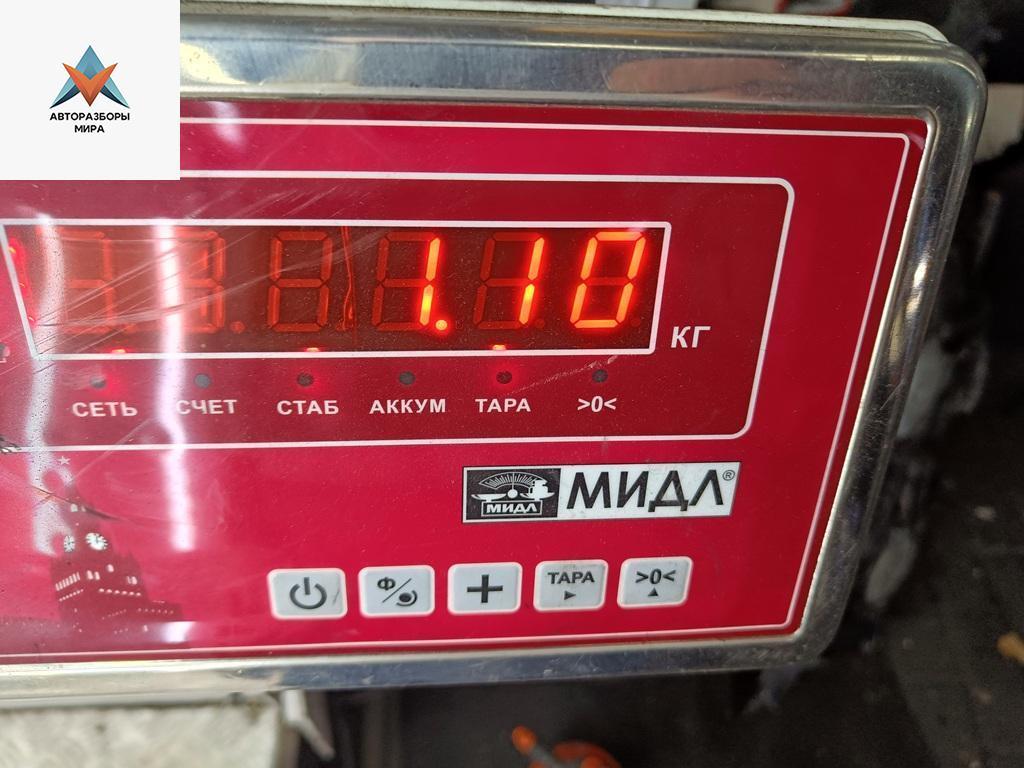 АВТОРАЗБОРЫ
МИРА
1.10
КГ
СЕТЬ СЧЕТ СТАБ АККУМ ТАРА >0<
МИДЛ МИДЛ®
Ф ТАРА >0<